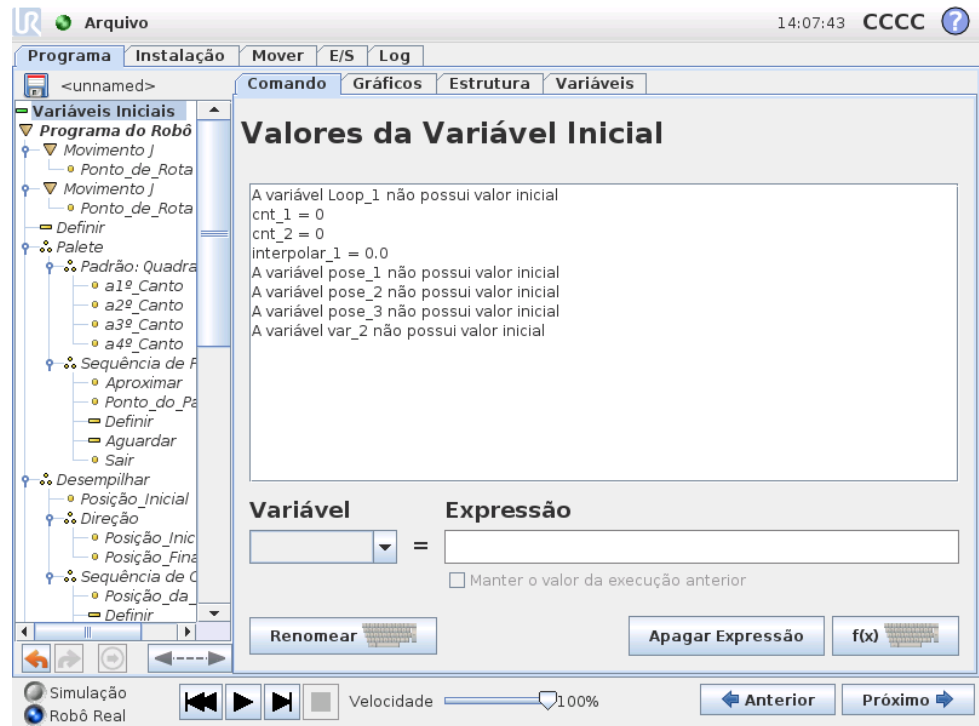 UR Arquivo 14:07:43 CCCC ?
Programa Instalação Mover E/S Log
<unnamed>
Variáveis Iniciais
Programa do Robô
Movimento J
Ponto_de_Rota
Movimento J
Ponto_de_Rota
Definir
Palete
Padrão: Quadra
a1º_Canto
a2º_Canto
a3º_Canto
a4º_Canto
Sequência de P
Aproximar
Ponto_do_Pa
Definir
Aguardar
Sair
Desempilhar
Posição_Inicial
Direção
Posição_Inic
Posição_Fina
Sequência de C
Posição_da_
Definir
Comando Gráficos Estrutura Variáveis
Valores da Variável Inicial
A variável Loop_1 não possui valor inicial
cnt_1 = 0
cnt_2 = 0
interpolar_1 = 0.0
A variável pose_1 não possui valor inicial
A variável pose_2 não possui valor inicial
A variável pose_3 não possui valor inicial
A variável var_2 não possui valor inicial
Variável Expressão
=
Manter o valor da execução anterior
Renomear Apagar Expressão f(x)
Simulação
Robô Real
Velocidade 100%
Anterior Próximo